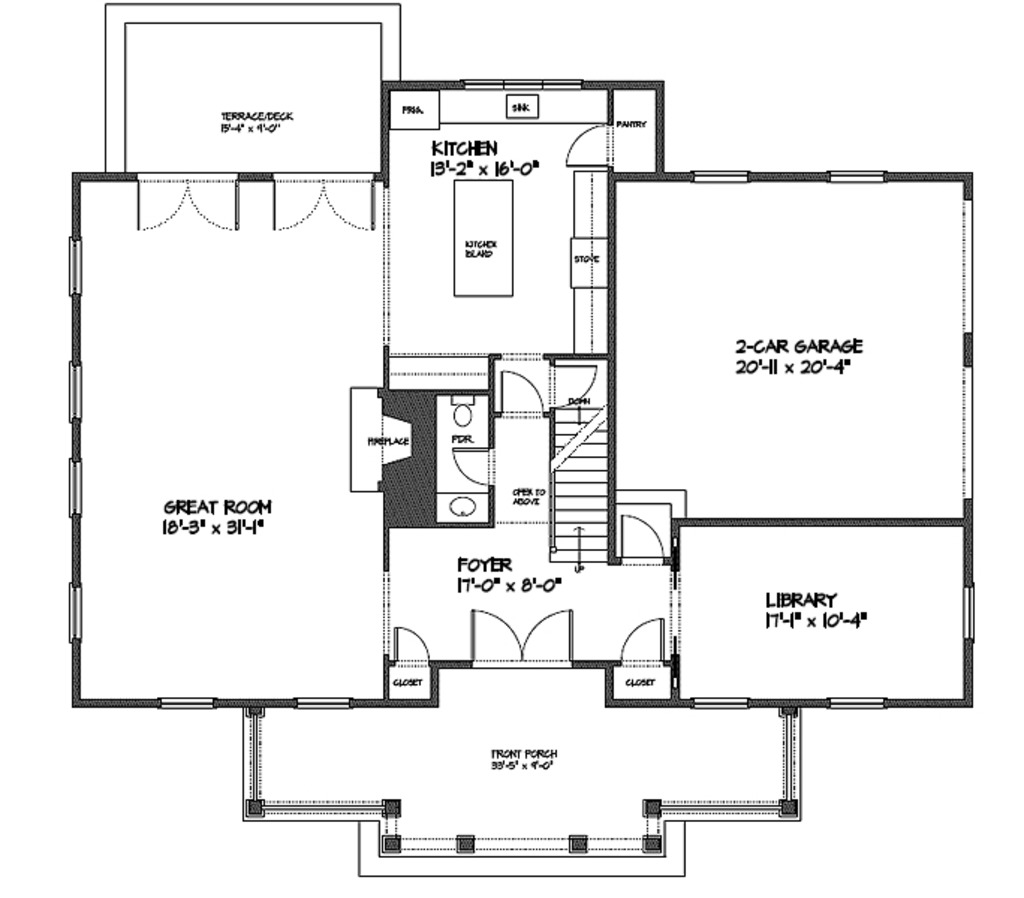 TERRACE/DECK
15'-4" x 9'-0"
FRIG.
SINK
PANTRY
KITCHEN
13'-2" x 16'-0"
KITCHEN
ISLAND
STOVE
2-CAR GARAGE
20'-11 x 20'-4"
DOWN
FIREPLACE
PDR.
OPEN TO
ABOVE
GREAT ROOM
18'-3" x 31'-1"
FOYER
17'-0" x 8'-0"
UP
LIBRARY
17'-1" x 10'-4"
CLOSET
CLOSET
FRONT PORCH
33'-5" x 9'-0"